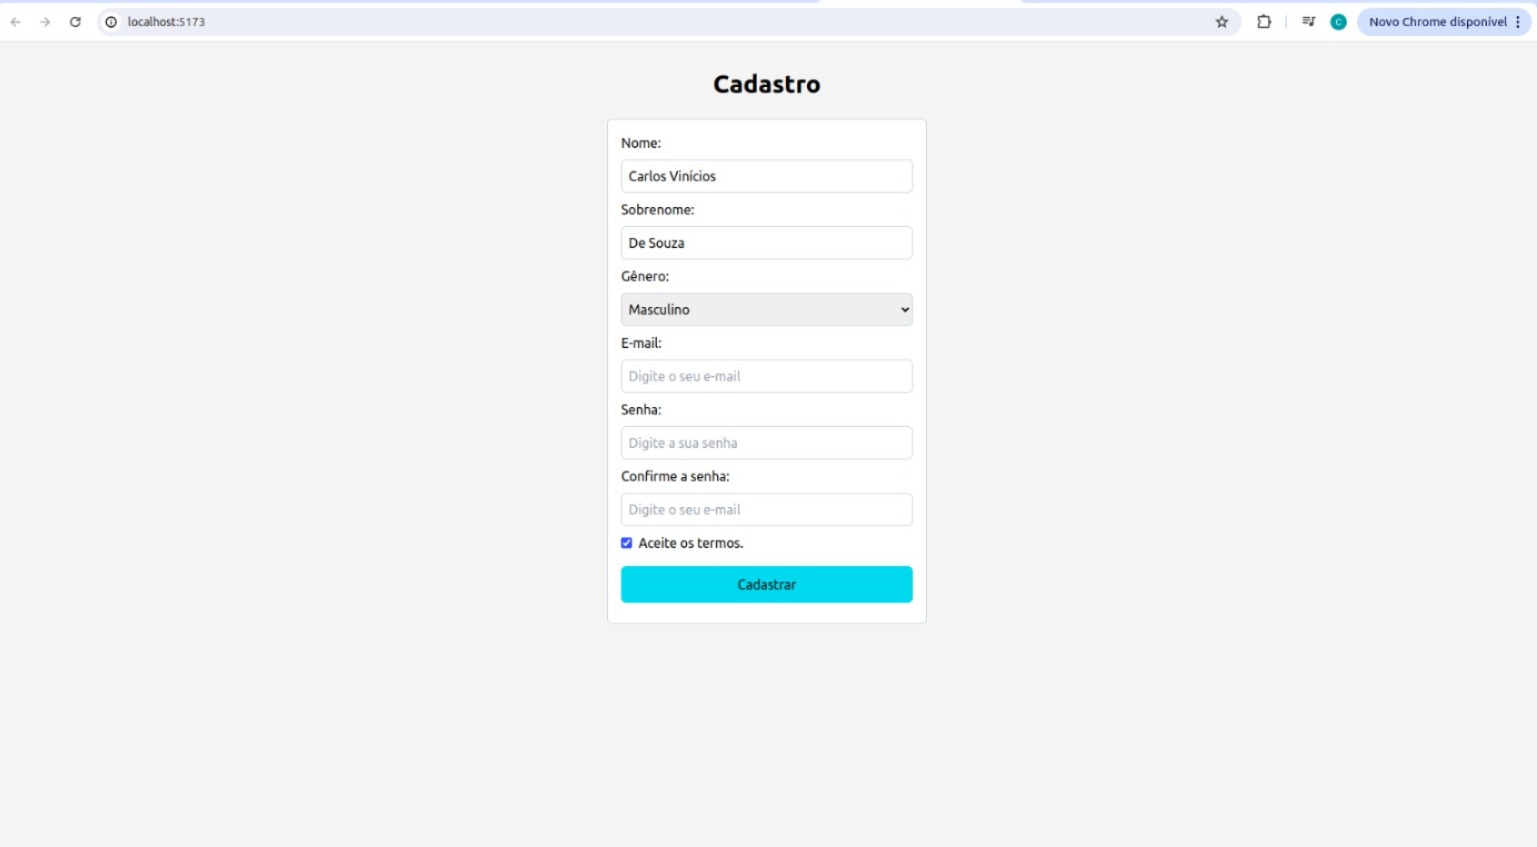 localhost:5173
C
Novo Chrome disponível
Cadastro
Nome:
Carlos Vinícios
Sobrenome:
De Souza
Gênero:
Masculino
E-mail:
Digite o seu e-mail
Senha:
Digite a sua senha
Confirme a senha:
Digite o seu e-mail
Aceite os termos.
Cadastrar